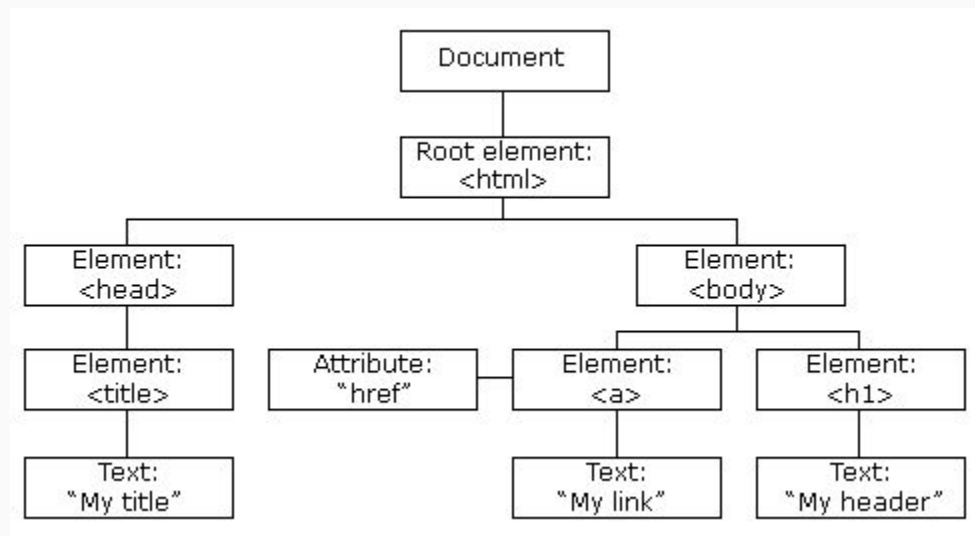 Document
Root element:
<html>
Element:
<head>
Element:
<body>
Element:
<title>
Attribute:
“href”
Element:
<a>
Element:
<h1>
Text:
“My title”
Text:
“My link”
Text:
“My header”